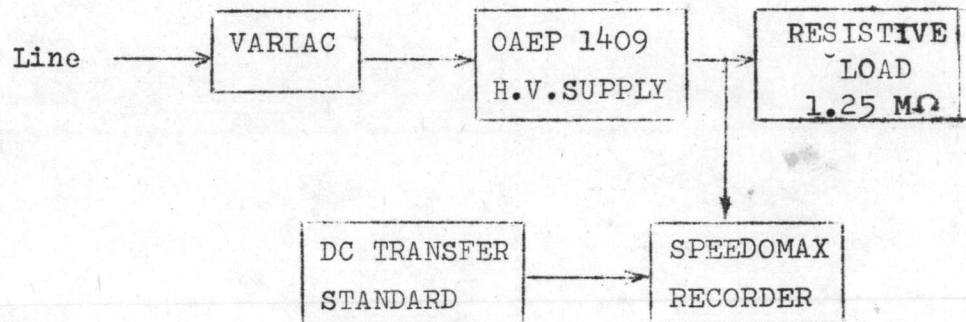 Line
VARIAC
OAEP 1409
H.V.SUPPLY
RESISTIVE
LOAD
1.25 MΩ
DC TRANSFER
STANDARD
SPEEDOMAX
RECORDER